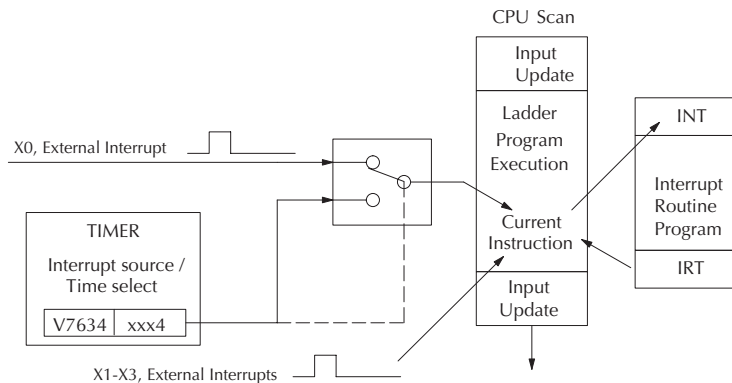 CPU Scan
Input
Update
Ladder
Program
Execution
Current
Instruction
Input
Update
INT
Interrupt
Routine
Program
IRT
X0, External Interrupt
TIMER
Interrupt source /
Time select
V7634 xxx4
X1-X3, External Interrupts